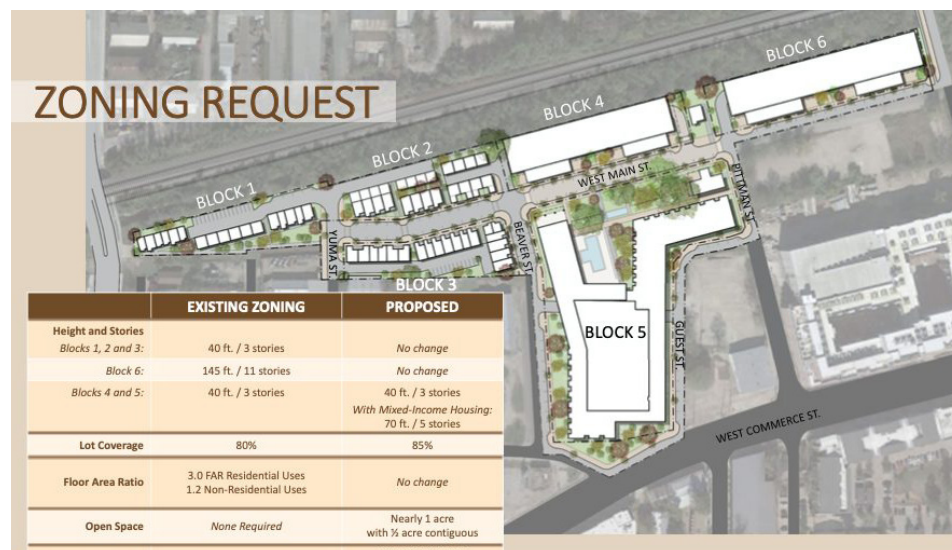 ZONING REQUEST
BLOCK 1
BLOCK 2
BLOCK 4
BLOCK 6
WEST MAIN ST.
PITTMAN ST.
YUMA ST.
BEAVER ST.
BLOCK 3
BLOCK 5
GUEST ST.
WEST COMMERCE ST.
EXISTING ZONING PROPOSED
Height and Stories
Blocks 1, 2 and 3: 40 ft. / 3 stories No change
Block 6: 145 ft. / 11 stories No change
Blocks 4 and 5: 40 ft. / 3 stories 40 ft. / 3 stories
With Mixed-Income Housing:
70 ft. / 5 stories
Lot Coverage 80% 85%
Floor Area Ratio 3.0 FAR Residential Uses No change
1.2 Non-Residential Uses
Open Space None Required Nearly 1 acre
with ½ acre contiguous